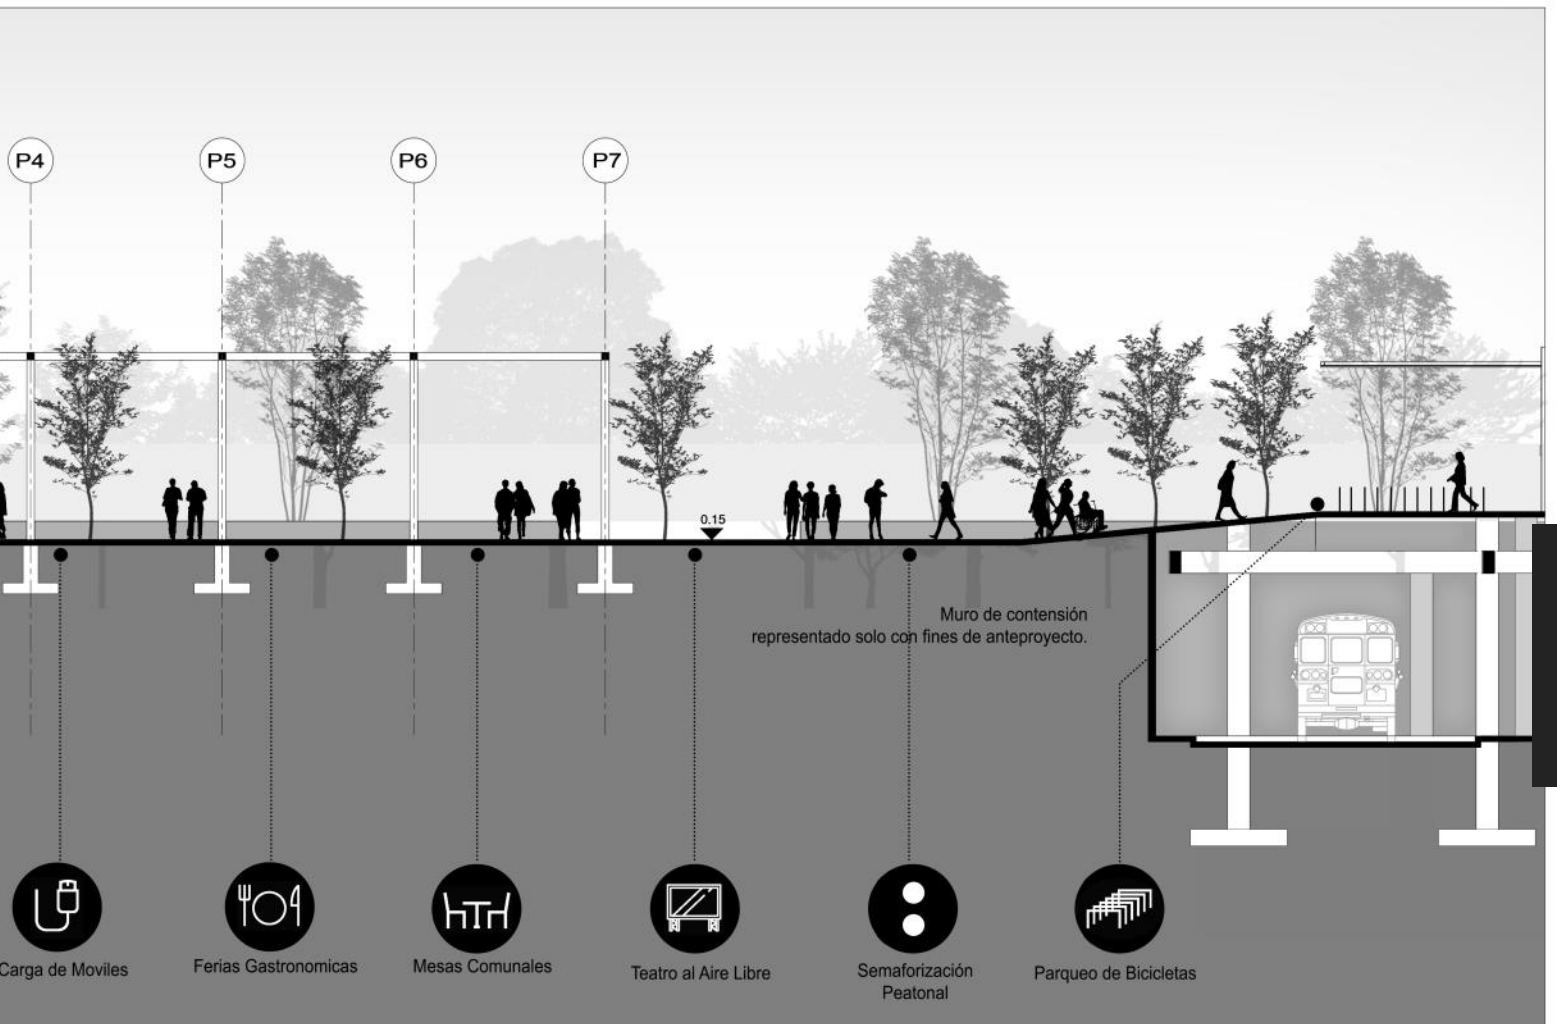 P4
P5
P6
P7
0.15
Muro de contensión
representado solo con fines de anteproyecto.
Carga de Moviles
Ferias Gastronomicas
Mesas Comunales
Teatro al Aire Libre
Semaforización
Peatonal
Parqueo de Bicicletas